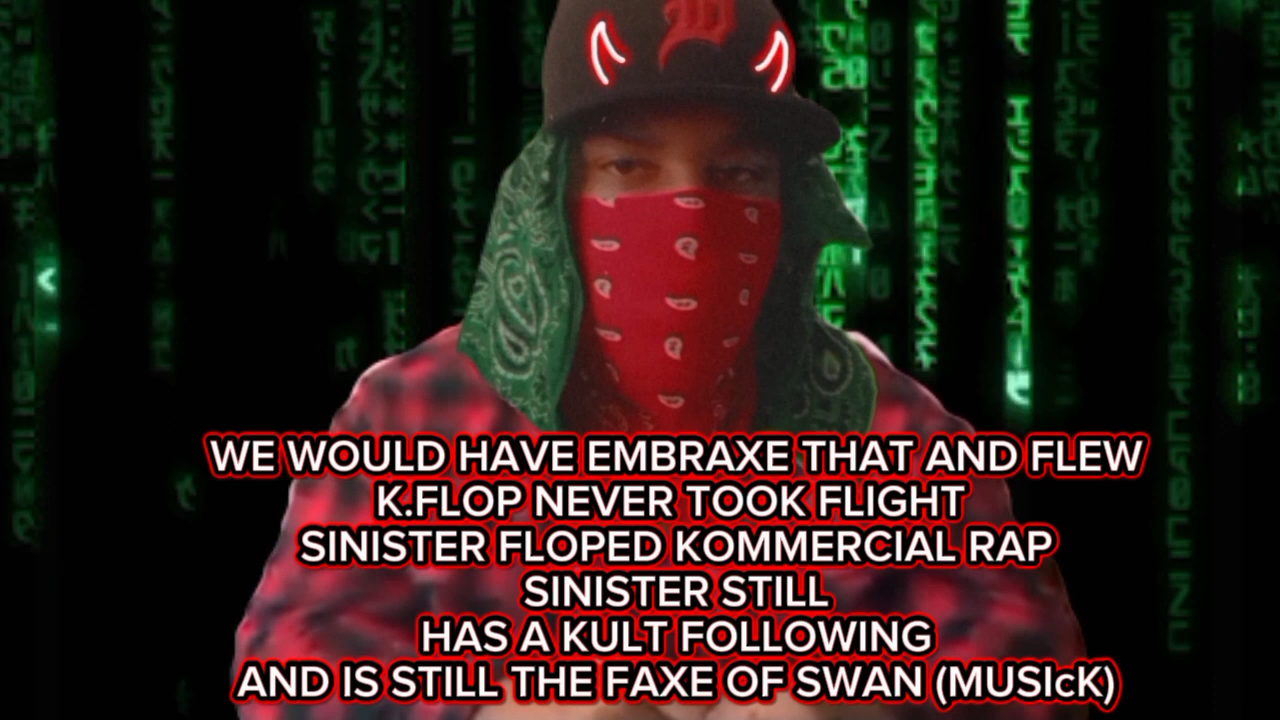 WE WOULD HAVE EMBRAXE THAT AND FLEW
K.FLOP NEVER TOOK FLIGHT
SINISTER FLOPED KOMMERCIAL RAP
SINISTER STILL
HAS A KULT FOLLOWING
AND IS STILL THE FAXE OF SWAN (MUSIcK)